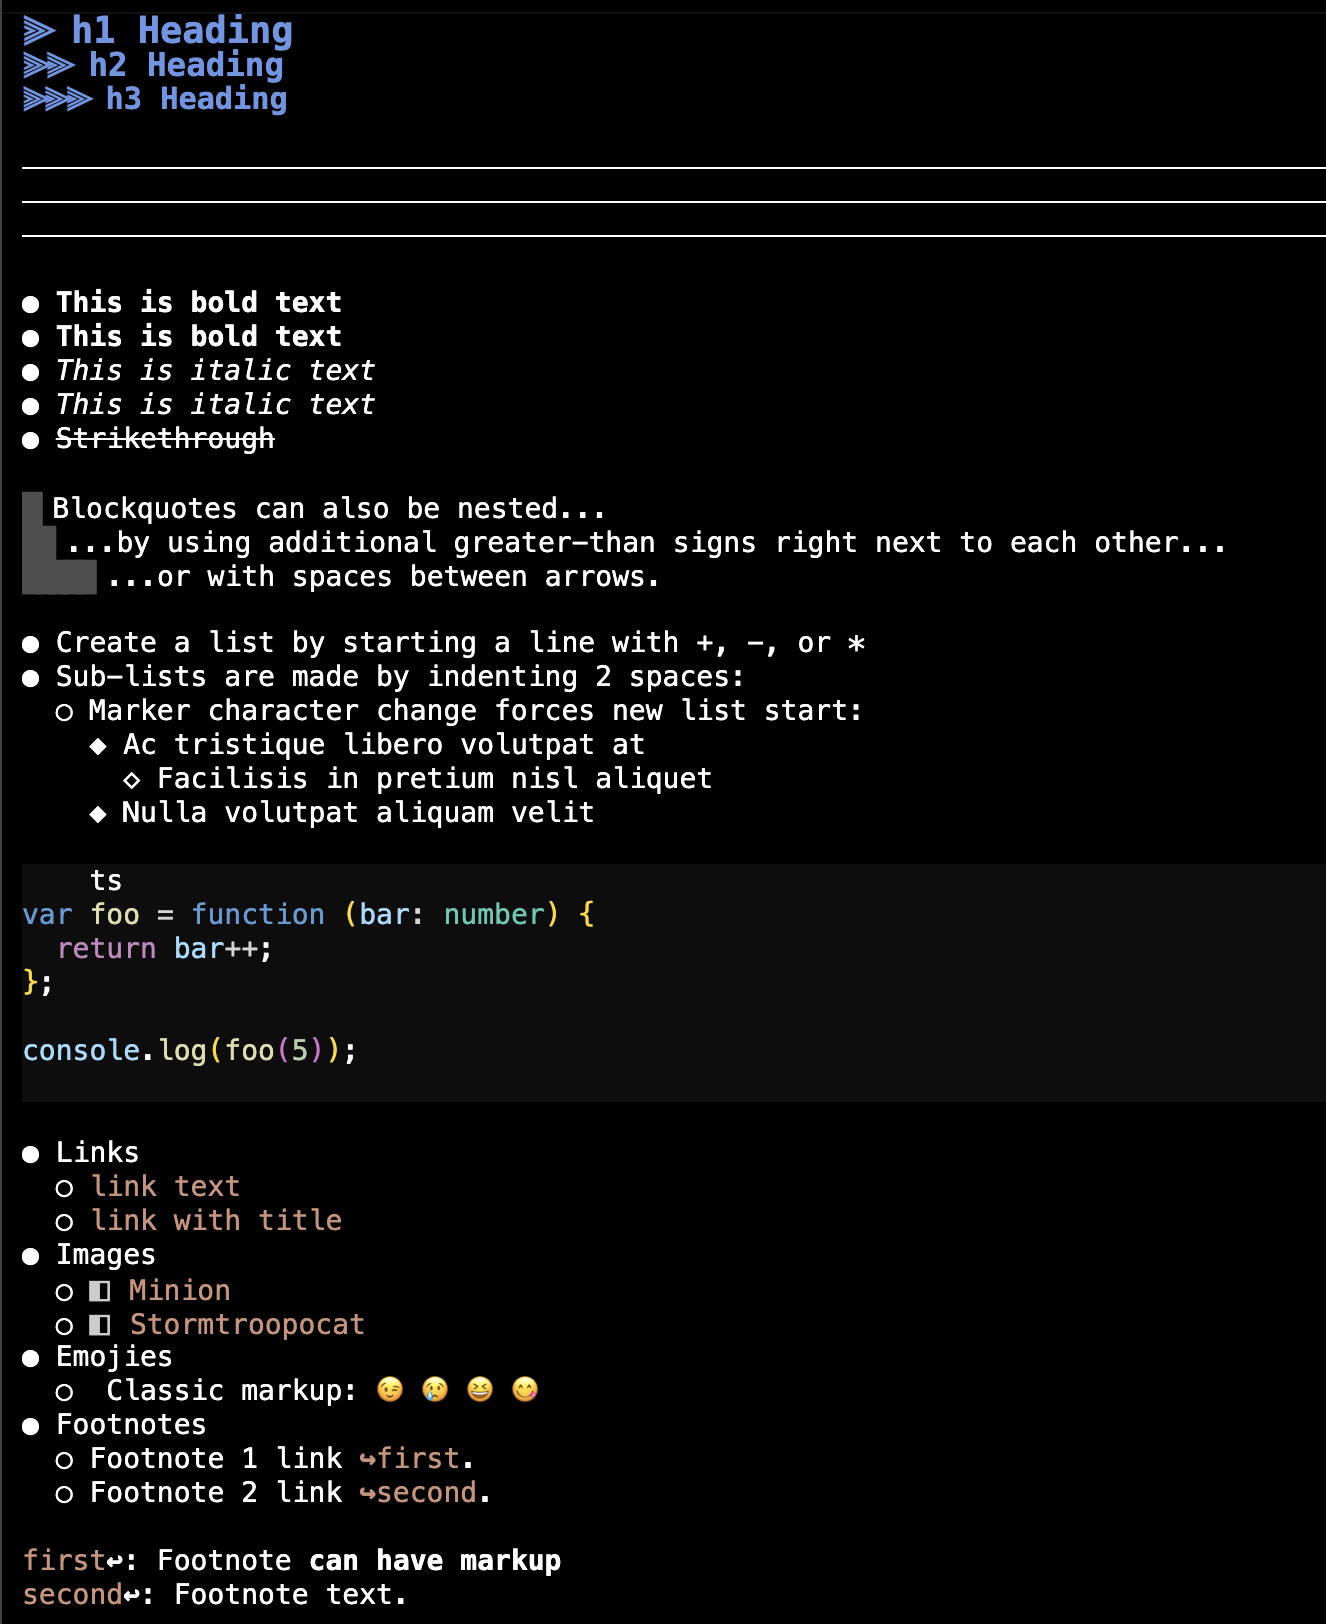 ⫸ h1 Heading
⫸⫸ h2 Heading
⫸⫸⫸ h3 Heading
● This is bold text
● This is bold text
● This is italic text
● This is italic text
● Strikethrough
Blockquotes can also be nested...
...by using additional greater-than signs right next to each other...
...or with spaces between arrows.
● Create a list by starting a line with +, -, or *
● Sub-lists are made by indenting 2 spaces:
  ○ Marker character change forces new list start:
    ◆ Ac tristique libero volutpat at
      ◇ Facilisis in pretium nisl aliquet
    ◆ Nulla volutpat aliquam velit
    ts
var foo = function (bar: number) {
  return bar++;
};
console.log(foo(5));
● Links
  ○ link text
  ○ link with title
● Images
  ○ ◧ Minion
  ○ ◧ Stormtroopocat
● Emojies
  ○  Classic markup: 😉 😢 😆 😋
● Footnotes
  ○ Footnote 1 link ↪first.
  ○ Footnote 2 link ↪second.
first↩: Footnote can have markup
second↩: Footnote text.